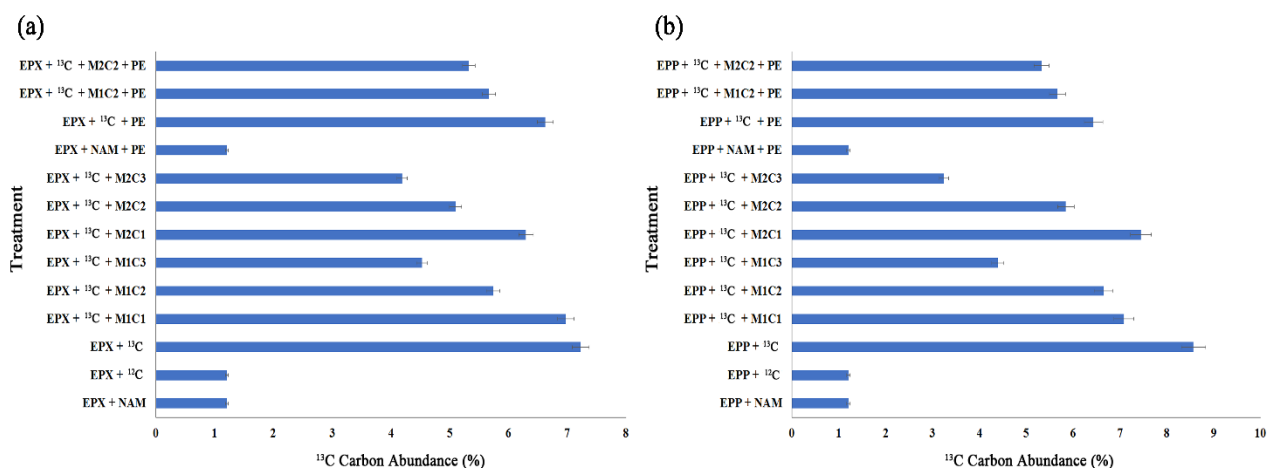 (a)
EPX + ¹³C + M2C2 + PE
EPX + ¹³C + M1C2 + PE
EPX + ¹³C + PE
EPX + NAM + PE
EPX + ¹³C + M2C3
EPX + ¹³C + M2C2
EPX + ¹³C + M2C1
EPX + ¹³C + M1C3
EPX + ¹³C + M1C2
EPX + ¹³C + M1C1
EPX + ¹³C
EPX + ¹²C
EPX + NAM
Treatment
0 1 2 3 4 5 6 7 8
¹³C Carbon Abundance (%)
(b)
EPP + ¹³C + M2C2 + PE
EPP + ¹³C + M1C2 + PE
EPP + ¹³C + PE
EPP + NAM + PE
EPP + ¹³C + M2C3
EPP + ¹³C + M2C2
EPP + ¹³C + M2C1
EPP + ¹³C + M1C3
EPP + ¹³C + M1C2
EPP + ¹³C + M1C1
EPP + ¹³C
EPP + ¹²C
EPP + NAM
Treatment
0 1 2 3 4 5 6 7 8 9 10
¹³C Carbon Abundance (%)